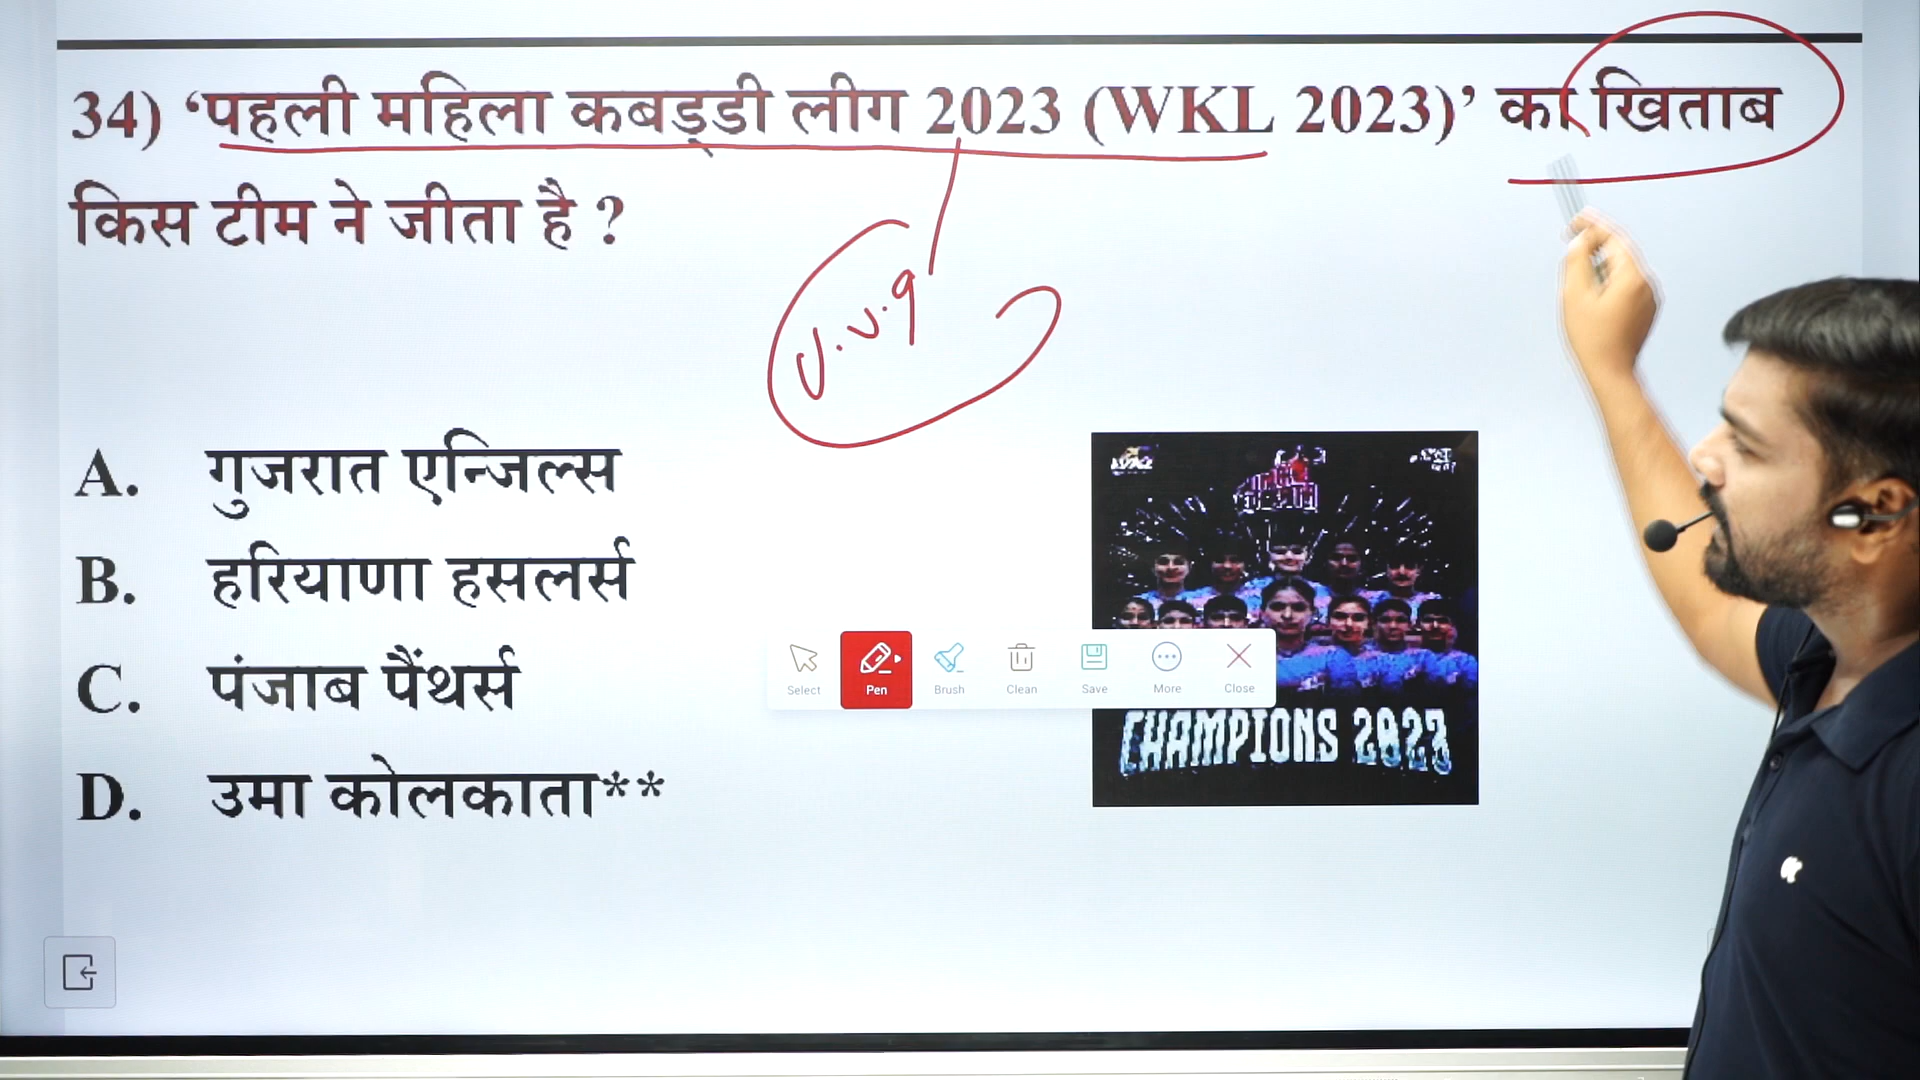 34) ‘पहली महिला कबड्डी लीग 2023 (WKL 2023)’ का खिताब
किस टीम ने जीता है ?
v.v.q
A. गुजरात एन्जिल्स
B. हरियाणा हसलर्स
C. पंजाब पैंथर्स
D. उमा कोलकाता**
Select Pen Brush Clean Save More Close
CHAMPIONS 2023